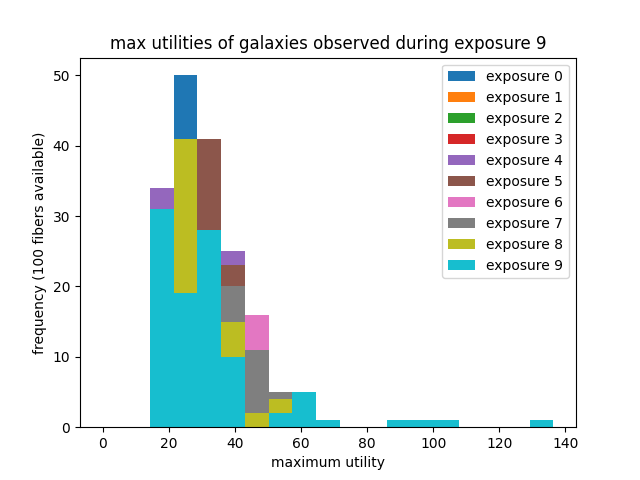 max utilities of galaxies observed during exposure 9
frequency (100 fibers available)
50
40
30
20
10
0
0 20 40 60 80 100 120 140
maximum utility
exposure 0
exposure 1
exposure 2
exposure 3
exposure 4
exposure 5
exposure 6
exposure 7
exposure 8
exposure 9